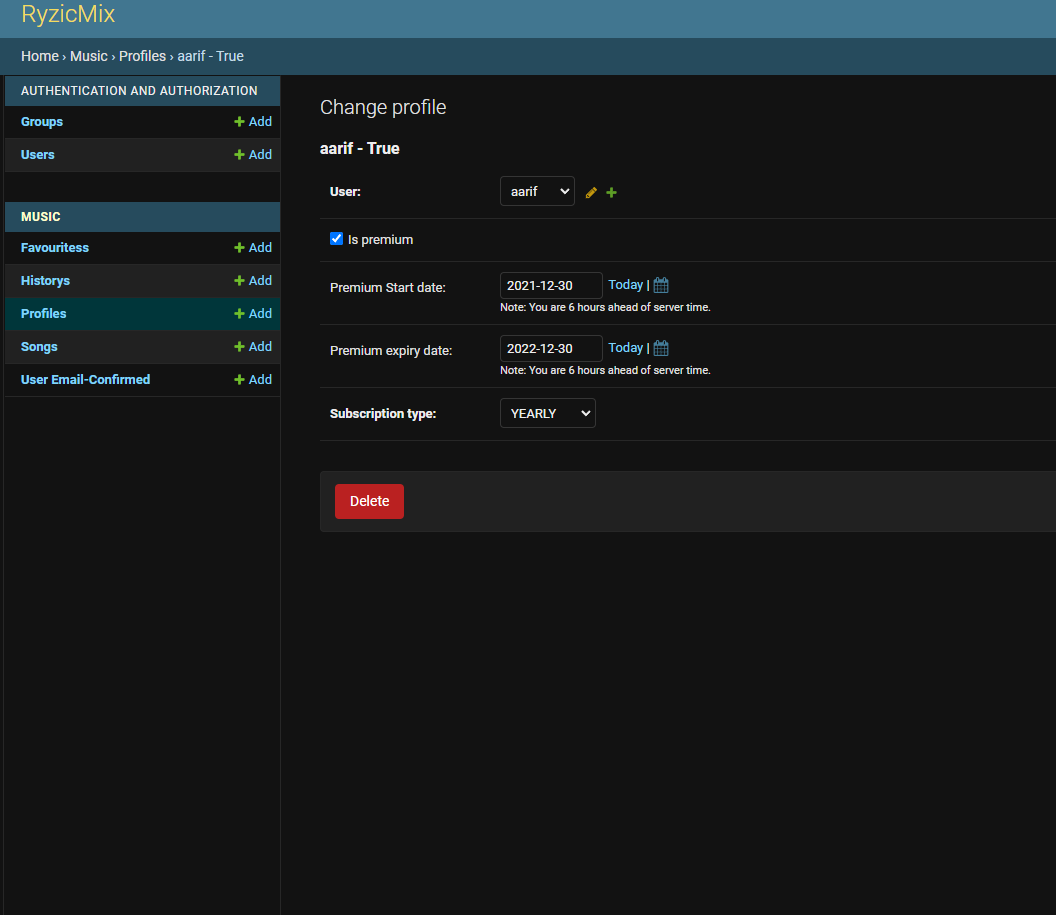 RyzicMix
Home › Music › Profiles › aarif - True
AUTHENTICATION AND AUTHORIZATION
Groups + Add
Users + Add
MUSIC
Favouritess + Add
Historys + Add
Profiles + Add
Songs + Add
User Email-Confirmed + Add
Change profile
aarif - True
User: aarif
Is premium
Premium Start date: 2021-12-30 Today |
Note: You are 6 hours ahead of server time.
Premium expiry date: 2022-12-30 Today |
Note: You are 6 hours ahead of server time.
Subscription type: YEARLY
Delete